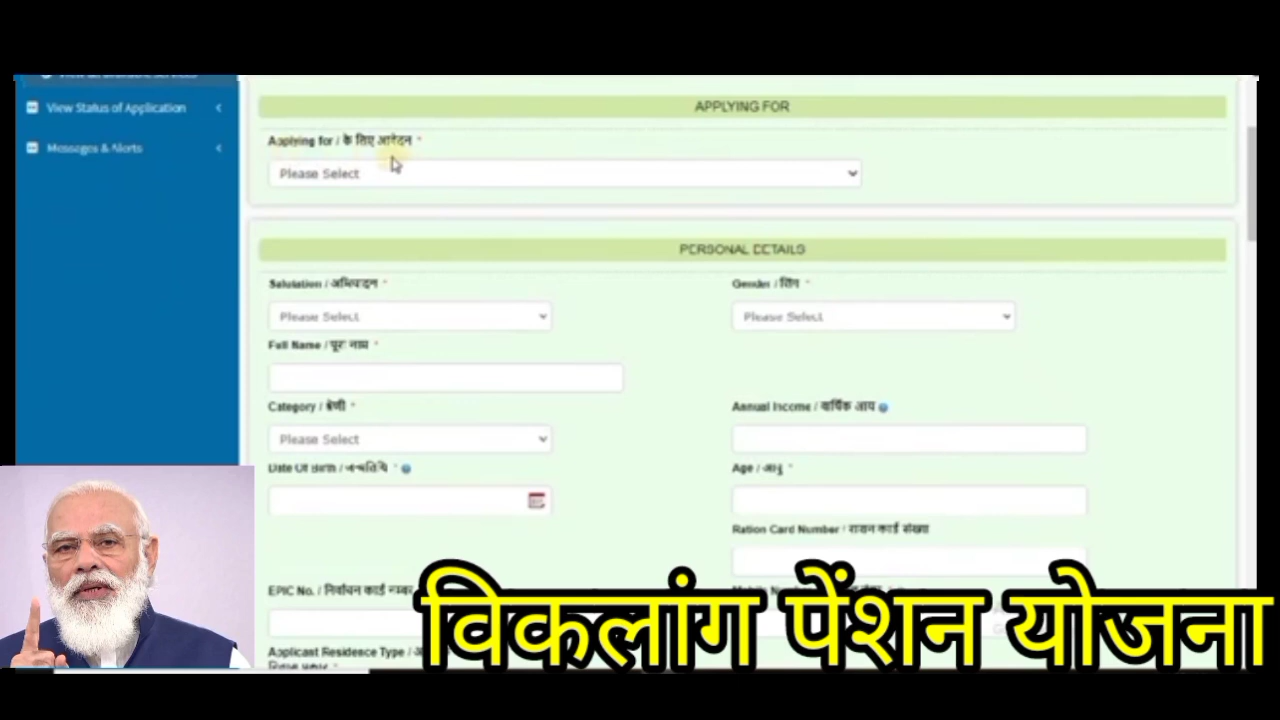 View Status of Application
Messages & Alerts
APPLYING FOR
Applying for / के लिए आवेदन *
Please Select
PERSONAL DETAILS
Salutation / अभिवादन *
Gender / लिंग *
Please Select
Please Select
Full Name / पूरा नाम *
Category / श्रेणी *
Annual Income / वार्षिक आय
Please Select
Date Of Birth / जन्मतिथि *
Age / आयु *
Ration Card Number / राशन कार्ड संख्या
EPIC No. / निर्वाचन कार्ड नम्बर
Applicant Residence Type /
विकलांग पेंशन योजना